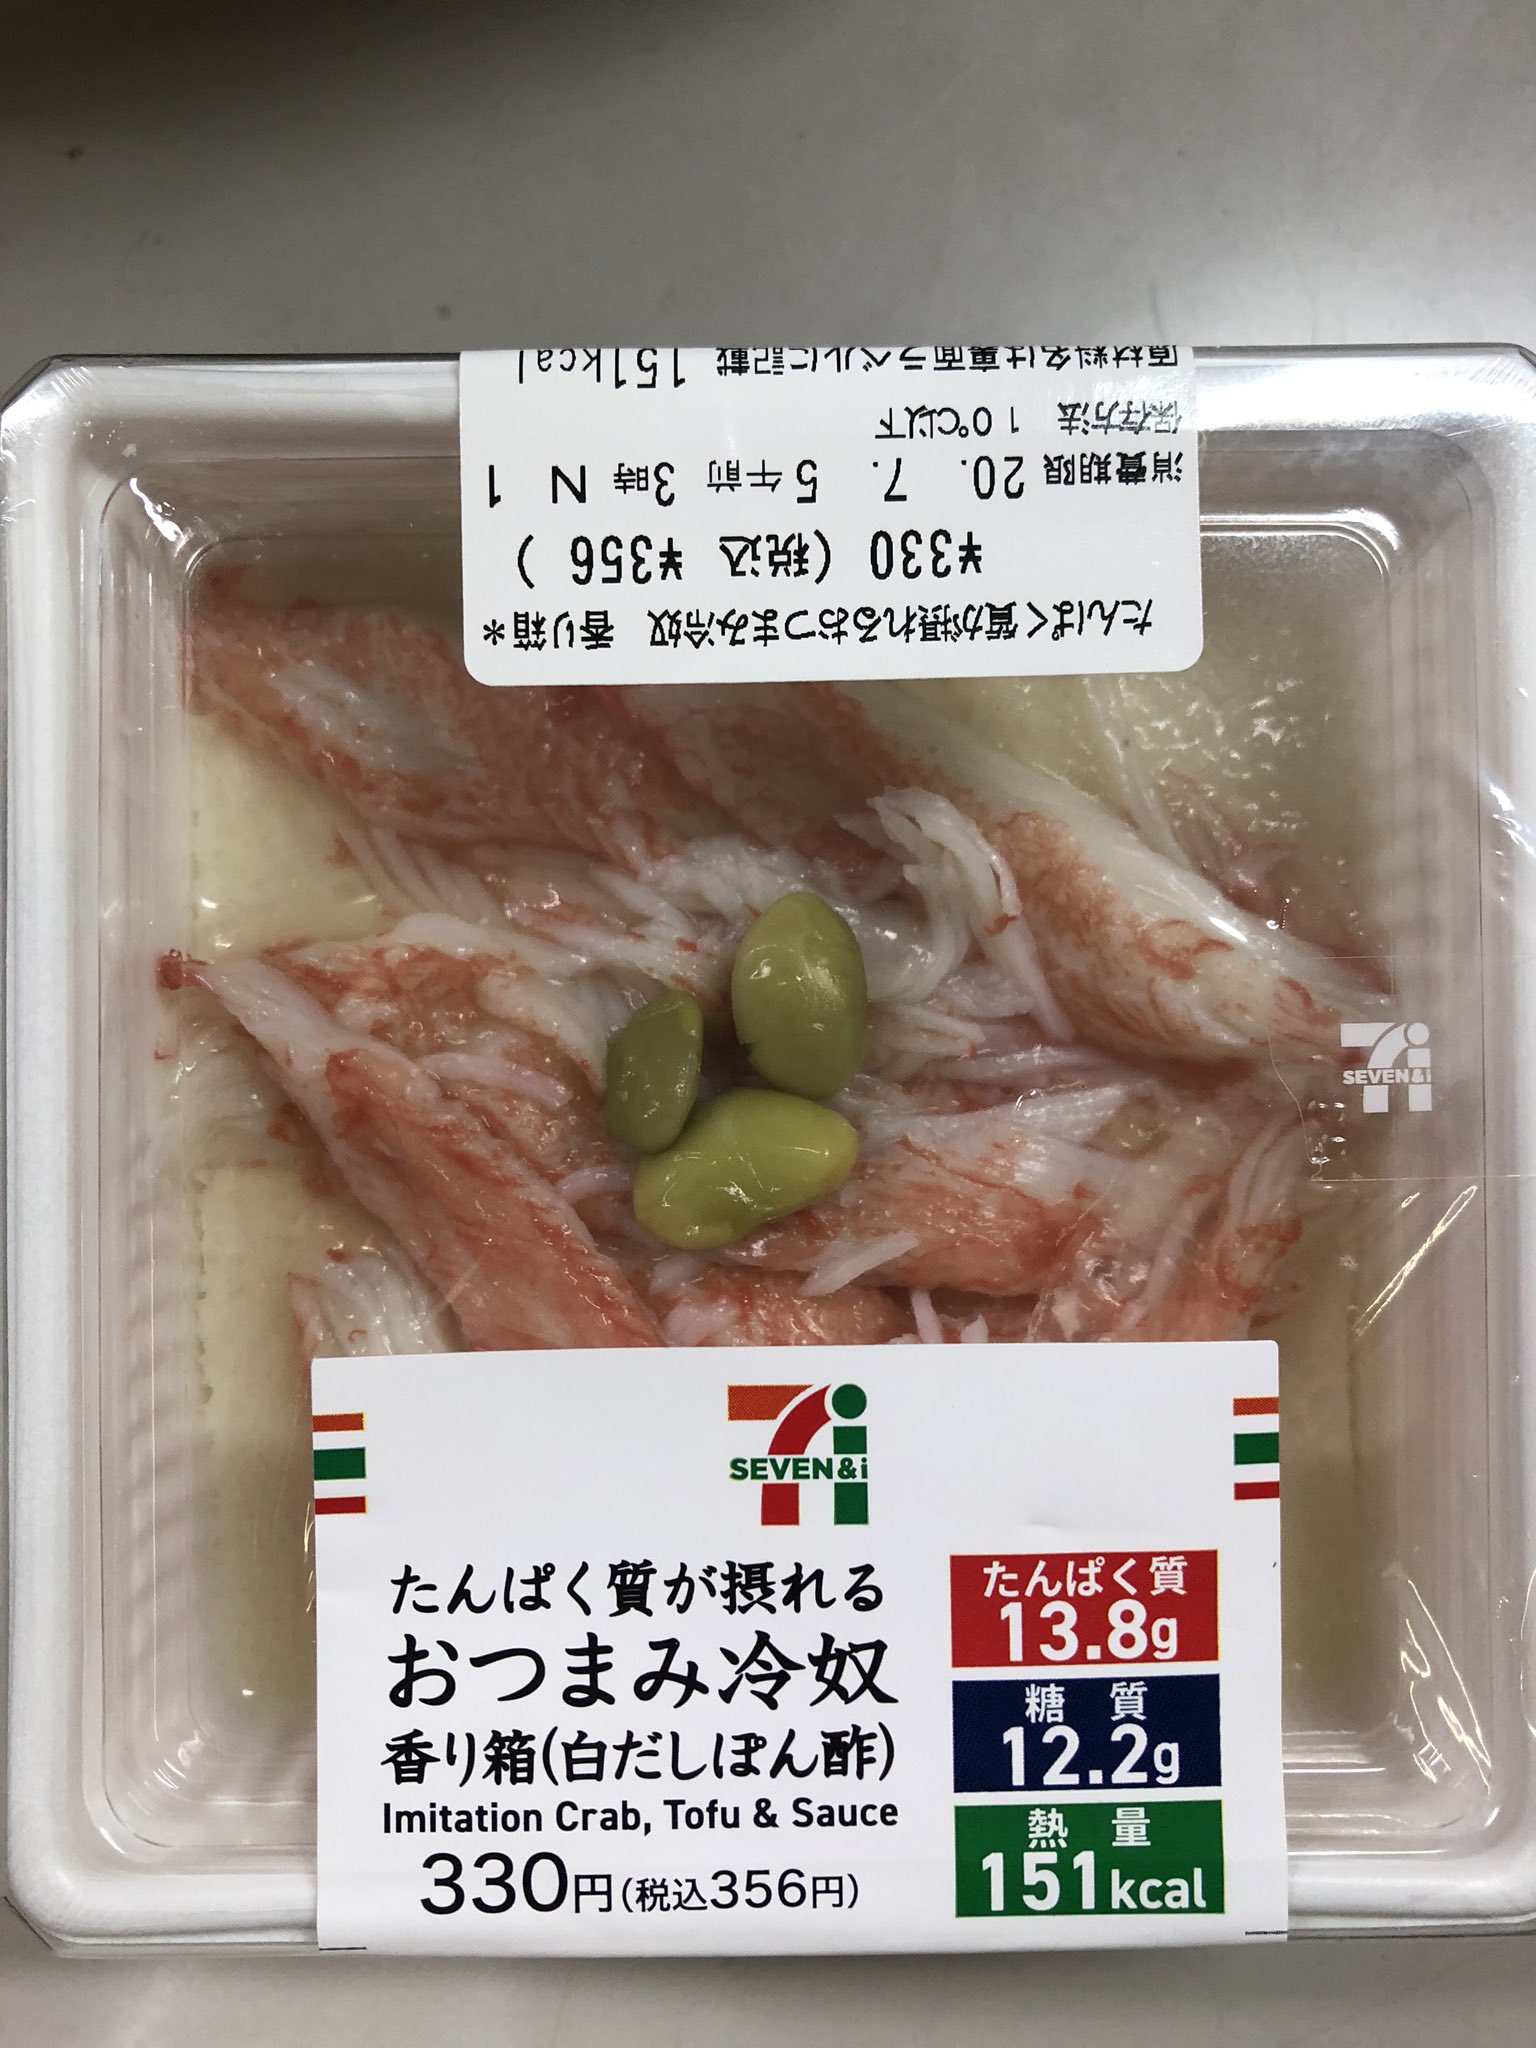 原材料名は裏面ラベルに記載 151kcal
保存方法 10℃以下
消費期限 20. 7. 5午前 3時 N 1
¥330 (税込 ¥356 )
たんぱく質が摂れるおつまみ冷奴 香り箱*
SEVEN&i
SEVEN&i
たんぱく質が摂れる
おつまみ冷奴
香り箱(白だしぽん酢)
Imitation Crab, Tofu & Sauce
330円(税込356円)
たんぱく質
13.8g
糖質
12.2g
熱量
151kcal